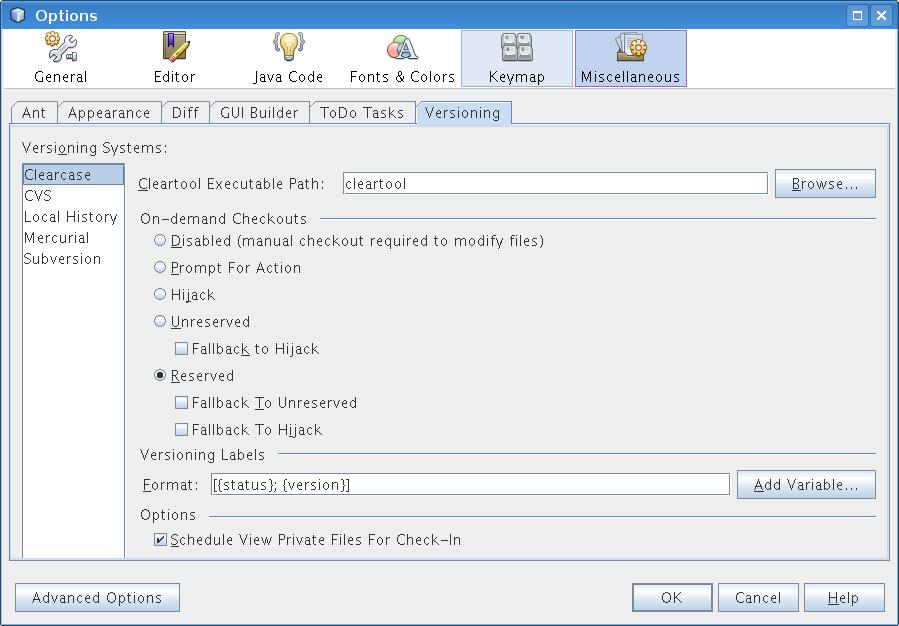 Options
General Editor Java Code Fonts & Colors Keymap Miscellaneous
Ant Appearance Diff GUI Builder ToDo Tasks Versioning
Versioning Systems:
Clearcase
CVS
Local History
Mercurial
Subversion
Cleartool Executable Path: cleartool Browse...
On-demand Checkouts
Disabled (manual checkout required to modify files)
Prompt For Action
Hijack
Unreserved
Fallback to Hijack
Reserved
Fallback To Unreserved
Fallback To Hijack
Versioning Labels
Format: [{status}; {version}] Add Variable...
Options
Schedule View Private Files For Check-In
Advanced Options OK Cancel Help